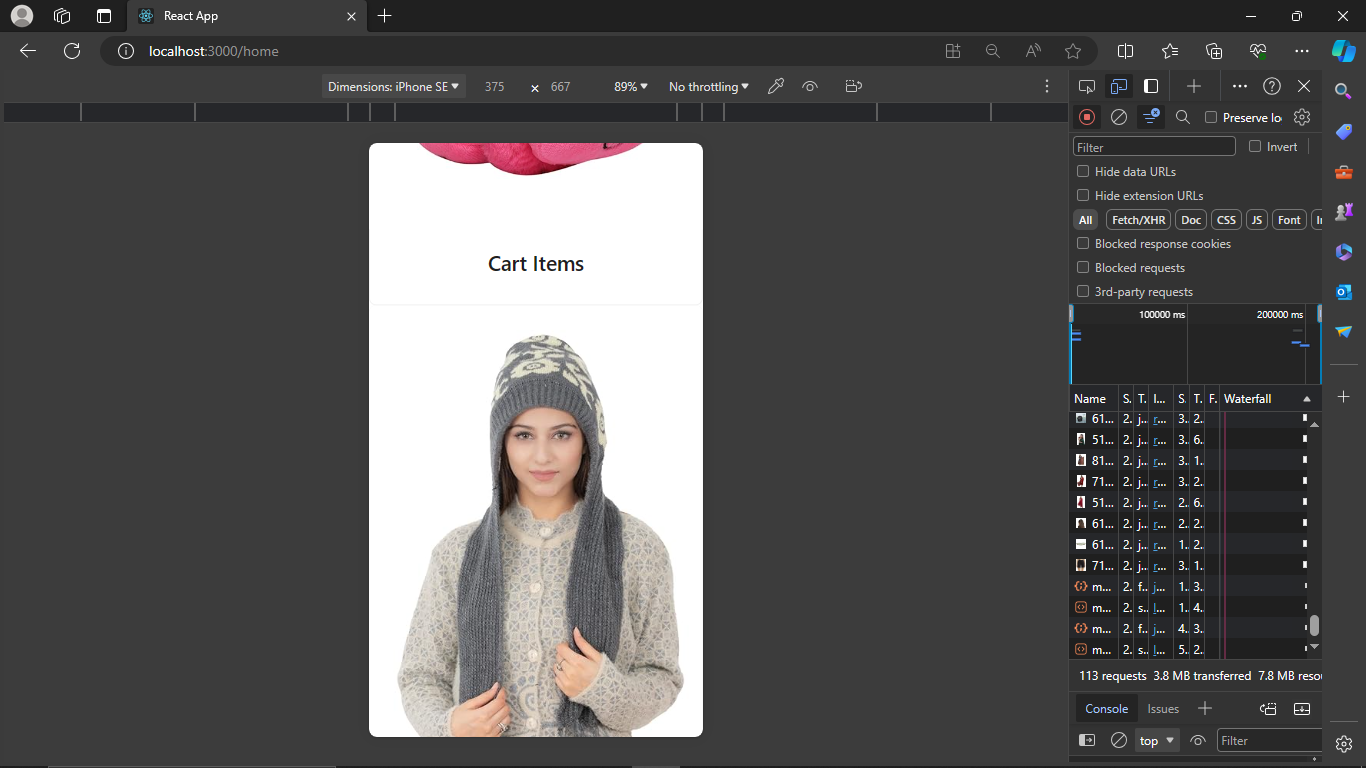 React App
localhost:3000/home
Dimensions: iPhone SE 375 × 667 89% No throttling
Preserve lo
Filter Invert
Hide data URLs
Hide extension URLs
All Fetch/XHR Doc CSS JS Font
Blocked response cookies
Blocked requests
3rd-party requests
100000 ms 200000 ms
Name S. T. I... S. T. F. Waterfall
61... 2. j... r... 3. 2.
51... 2. j... r... 3. 6.
81... 2. j... r... 3. 1.
71... 2. j... r... 3. 2.
51... 2. j... r... 2. 6.
61... 2. j... r... 2. 2.
61... 2. j... r... 1. 2.
71... 2. j... r... 3. 1.
m... 2. f... j... 1. 3.
m... 2. s... l... 1. 4.
m... 2. f... j... 4. 3.
m... 2. s... l... 5. 2.
113 requests 3.8 MB transferred 7.8 MB resou
Console Issues
top Filter
Cart Items